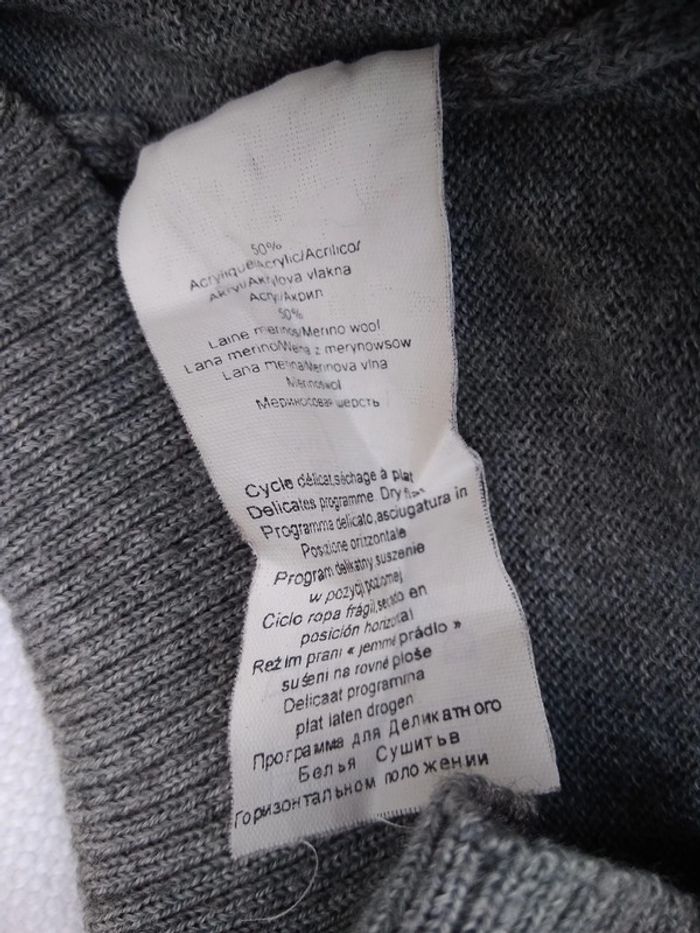 50%
Acrylique/Acrylic/Acrilico/
Akryl/Akrylova vlakna
Acryl/Акрил
50%
Laine merinos/Merino wool
Lana merino/Wełna z merynowsow
Lana merina/Merinova vlna
Merinoswol
Мериносовая шерсть
Cycle délicat,séchage à plat
Delicates programme Dry flat
Programma delicato,asciugatura in
Posizione orizzontale
Program delikatny suszenie
w pozycji poziomej
Ciclo ropa frágil,secado en
posición horizontal
Režim prani « jemné prádlo »
sušeni na rovné ploše
Delicaat programma
plat laten drogen
Программа для Деликатного
Белья Сушитьв
Горизонтальном положении